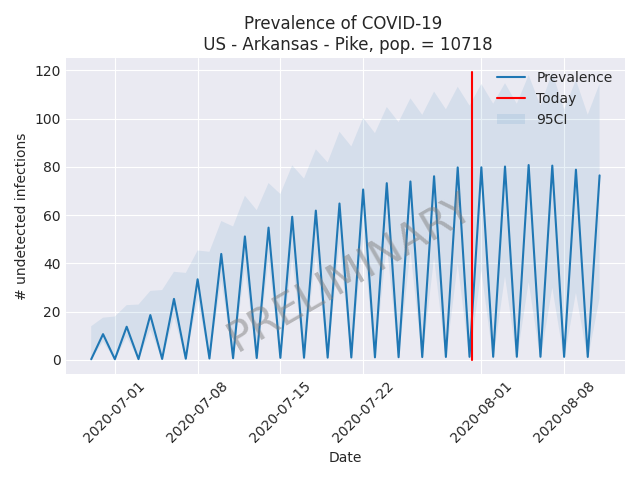 Prevalence of COVID-19
US - Arkansas - Pike, pop. = 10718
# undetected infections
120
100
80
60
40
20
0
Prevalence
Today
95CI
PRELIMINARY
2020-07-01
2020-07-08
2020-07-15
2020-07-22
2020-08-01
2020-08-08
Date